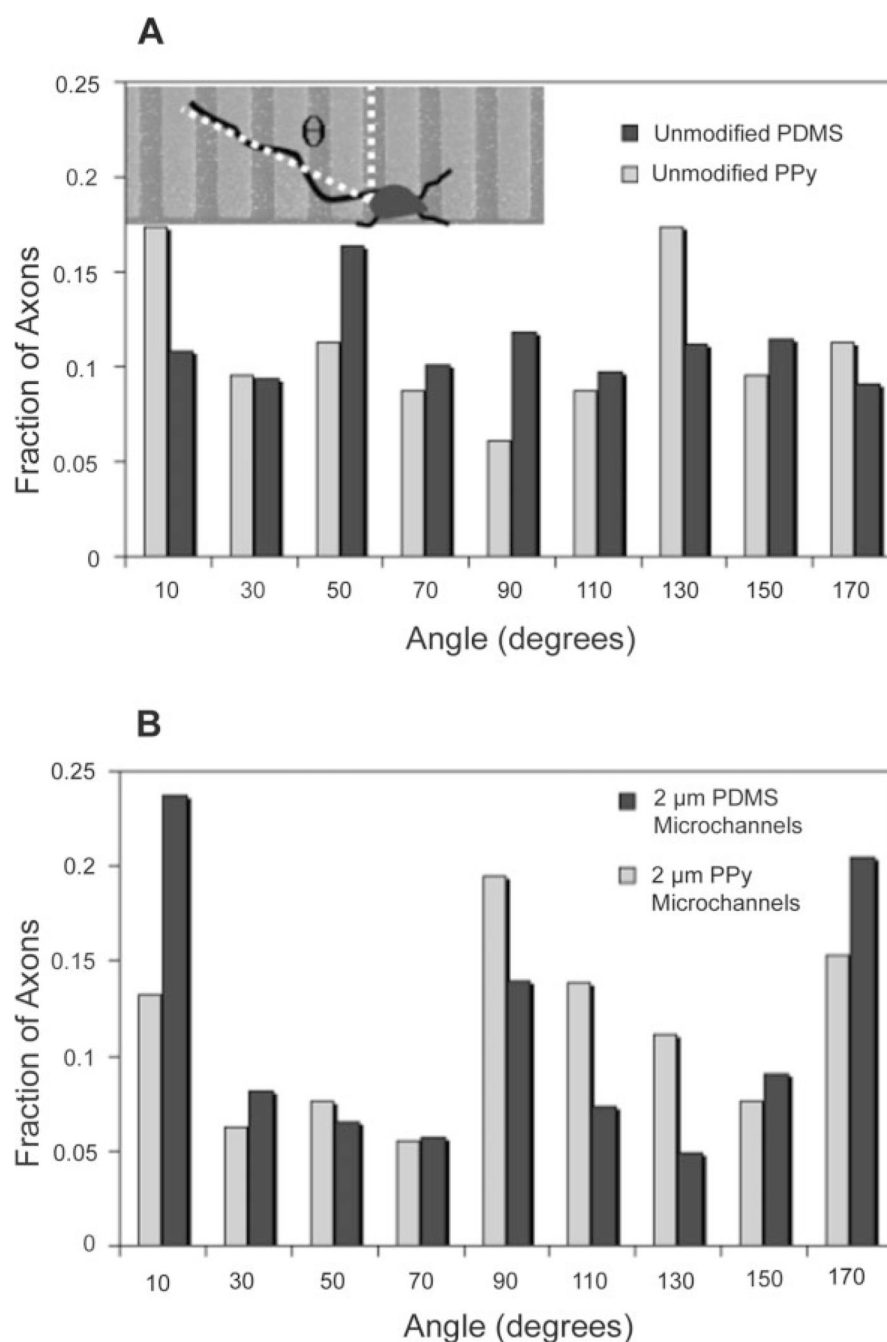 A
0.25
0.2
0.15
0.1
0.05
0
Fraction of Axons
θ
Unmodified PDMS
Unmodified PPy
10 30 50 70 90 110 130 150 170
Angle (degrees)
B
0.25
0.2
0.15
0.1
0.05
0
Fraction of Axons
2 µm PDMS
Microchannels
2 µm PPy
Microchannels
10 30 50 70 90 110 130 150 170
Angle (degrees)